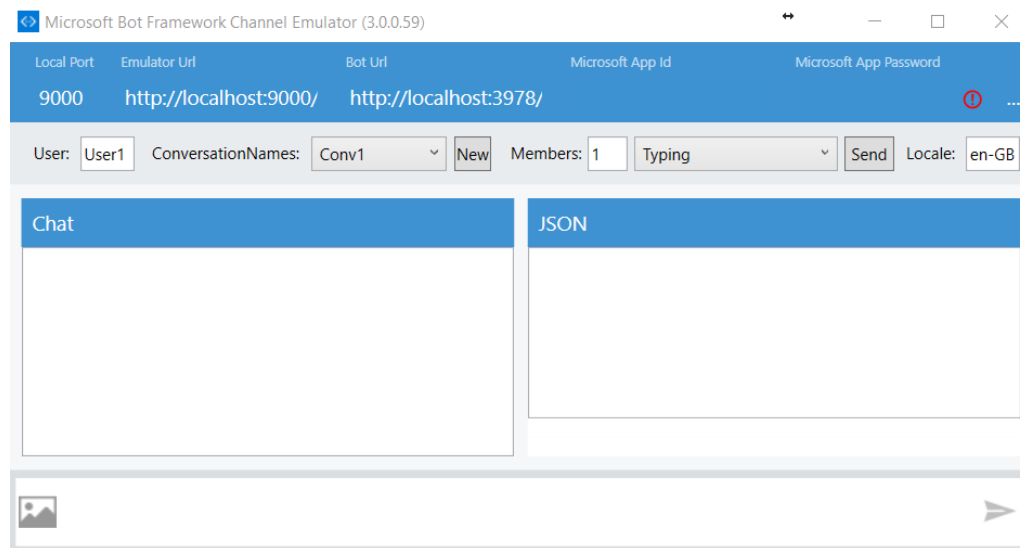 Microsoft Bot Framework Channel Emulator (3.0.0.59)
Local Port Emulator Url Bot Url Microsoft App Id Microsoft App Password
9000 http://localhost:9000/ http://localhost:3978/ ...
User: User1 ConversationNames: Conv1 New Members: 1 Typing Send Locale: en-GB
Chat JSON